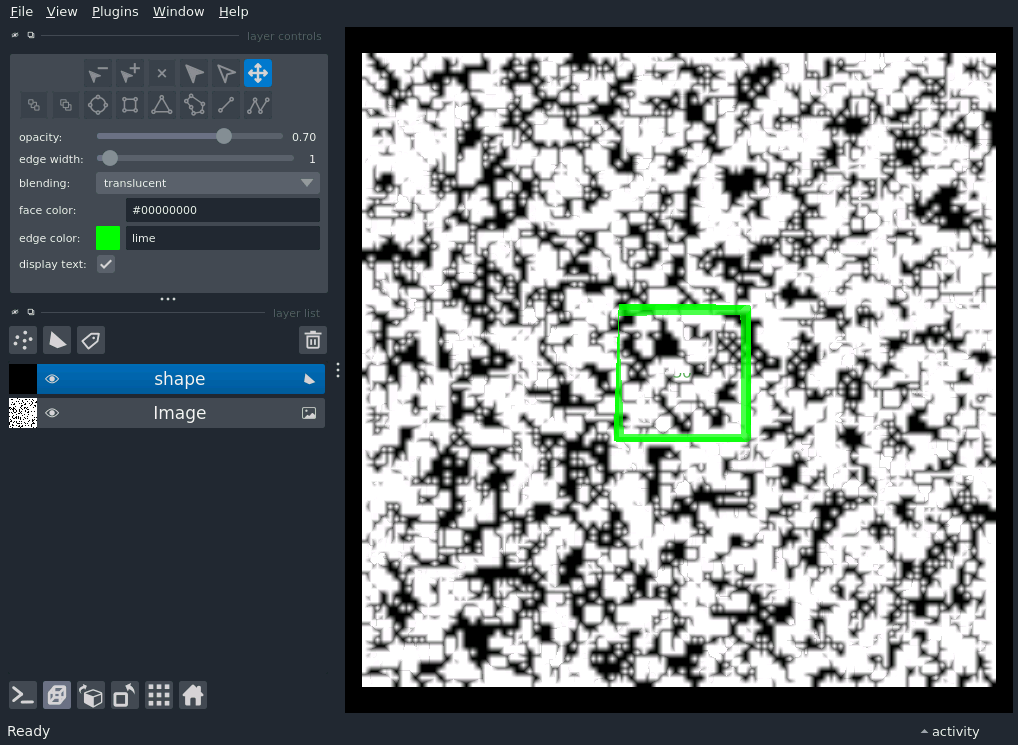 File View Plugins Window Help
layer controls
opacity: 0.70
edge width: 1
blending: translucent
face color: #00000000
edge color: lime
display text:
layer list
shape
Image
Ready
activity